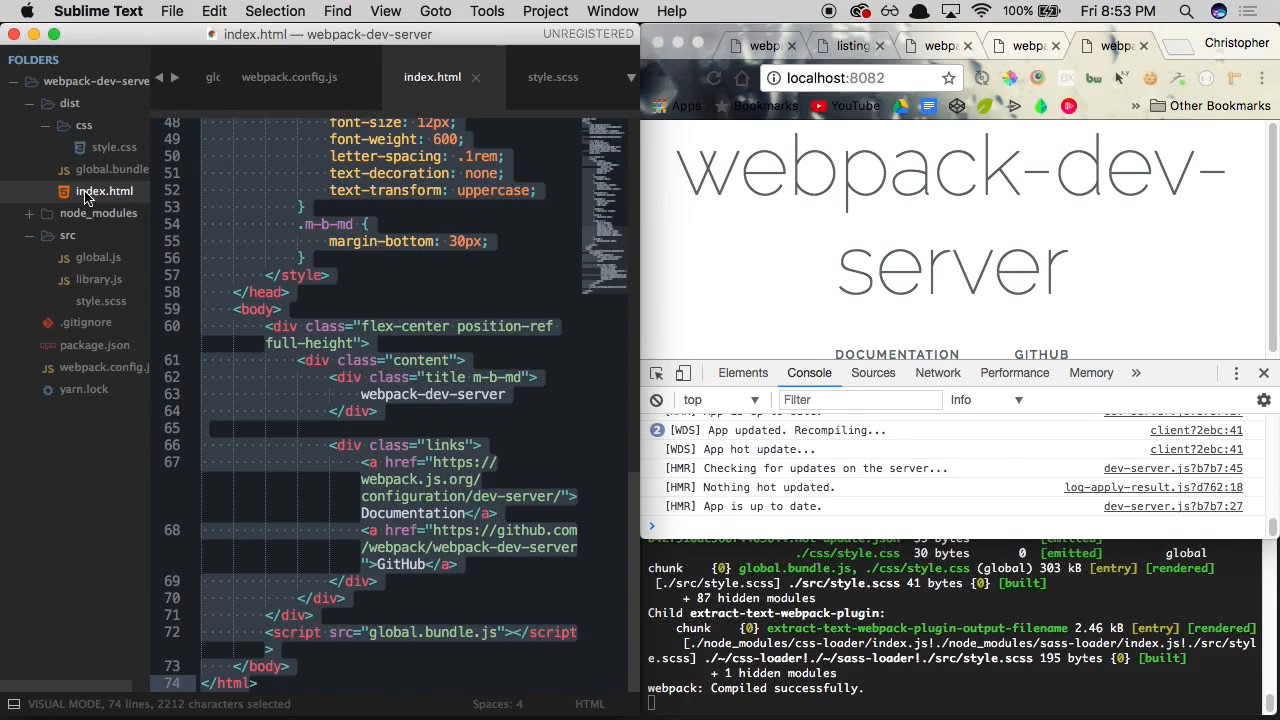 Sublime Text File Edit Selection Find View Goto Tools Project Window Help 100% Fri 8:53 PM
index.html — webpack-dev-server UNREGISTERED
FOLDERS
webpack-dev-serve
dist
css
style.css
global.bundle
index.html
node_modules
src
global.js
library.js
style.scss
.gitignore
package.json
webpack.config.j
yarn.lock
glc webpack.config.js index.html style.scss
48 font-size: 12px;
49 font-weight: 600;
50 letter-spacing: .1rem;
51 text-decoration: none;
52 text-transform: uppercase;
53 }
54 .m-b-md {
55 margin-bottom: 30px;
56 }
57 </style>
58 </head>
59 <body>
60 <div class="flex-center position-ref
full-height">
61 <div class="content">
62 <div class="title m-b-md">
63 webpack-dev-server
64 </div>
65
66 <div class="links">
67 <a href="https://
webpack.js.org/
configuration/dev-server/">
Documentation</a>
68 <a href="https://github.com
/webpack/webpack-dev-server
">GitHub</a>
69 </div>
70 </div>
71 </div>
72 <script src="global.bundle.js"></script
>
73 </body>
74 </html>
VISUAL MODE, 74 lines, 2212 characters selected Spaces: 4 HTML
webp listing webpa webp webpa Christopher
localhost:8082
Apps Bookmarks YouTube » Other Bookmarks
webpack-dev-
server
DOCUMENTATION GITHUB
Elements Console Sources Network Performance Memory »
top Filter Info
2 [WDS] App updated. Recompiling... client?2ebc:41
[WDS] App hot update... client?2ebc:41
[HMR] Checking for updates on the server... dev-server.js?b7b7:45
[HMR] Nothing hot updated. log-apply-result.js?d762:18
[HMR] App is up to date. dev-server.js?b7b7:27
./css/style.css 30 bytes 0 [emitted] global
chunk {0} global.bundle.js, ./css/style.css (global) 303 kB [entry] [rendered]
[./src/style.scss] ./src/style.scss 41 bytes {0} [built]
+ 87 hidden modules
Child extract-text-webpack-plugin:
chunk {0} extract-text-webpack-plugin-output-filename 2.46 kB [entry] [rendered]
[./node_modules/css-loader/index.js!./node_modules/sass-loader/index.js!./src/styl
e.scss] ./~/css-loader!./~/sass-loader!./src/style.scss 195 bytes {0} [built]
+ 1 hidden modules
webpack: Compiled successfully.